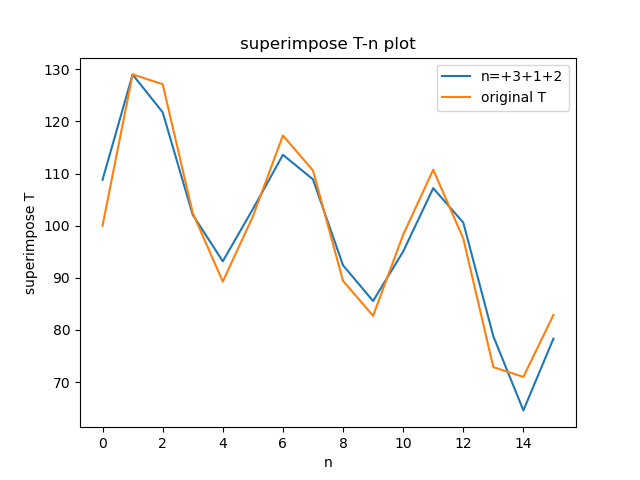 superimpose T-n plot
n=+3+1+2
original T
130
120
110
100
90
80
70
superimpose T
0 2 4 6 8 10 12 14
n